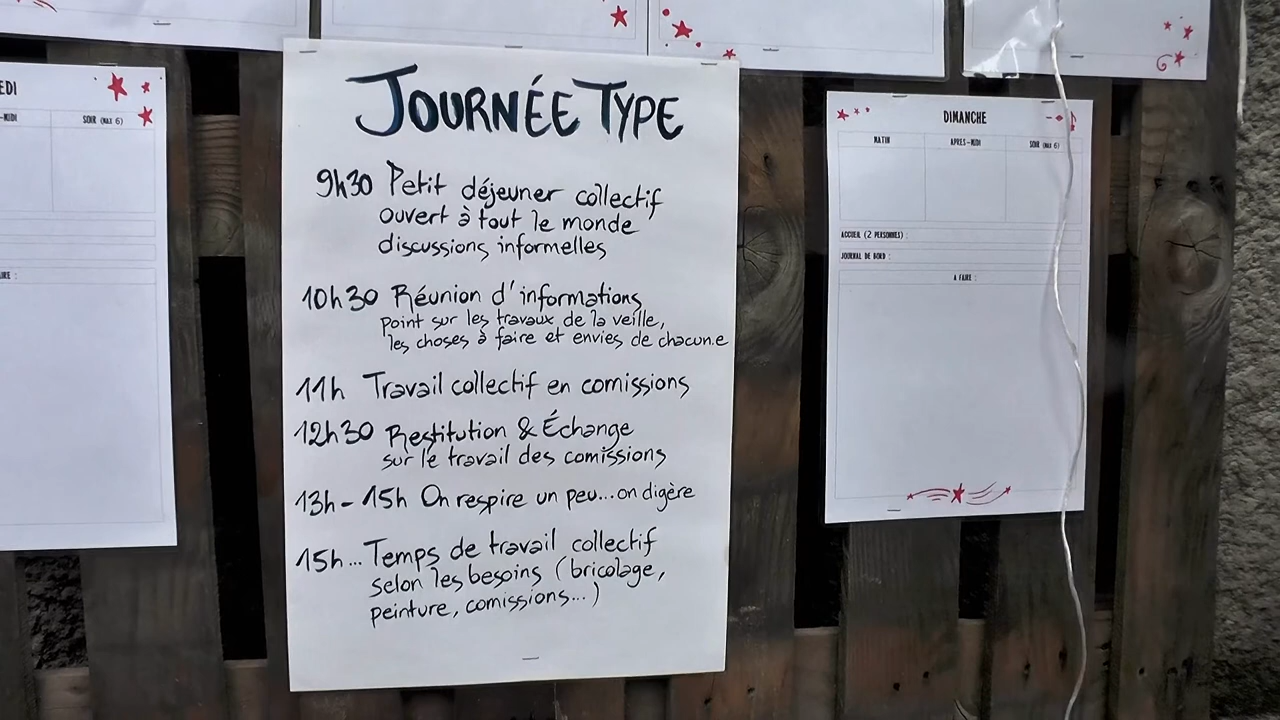 EDI
-MIDI
SOIR (MAX 6)
IRE :
JOURNÉE TYPE
9h30 Petit déjeuner collectif
ouvert à tout le monde
discussions informelles
10h30 Réunion d'informations
point sur les travaux de la veille,
les choses à faire et envies de chacun.e
11h Travail collectif en comissions
12h30 Restitution & Échange
sur le travail des comissions
13h - 15h On respire un peu... on digère
15h... Temps de travail collectif
selon les besoins (bricolage,
peinture, comissions...)
DIMANCHE
MATIN APRES-MIDI SOIR (MAX 6)
ACCUEIL (2 PERSONNES) :
JOURNAL DE BORD :
A FAIRE :